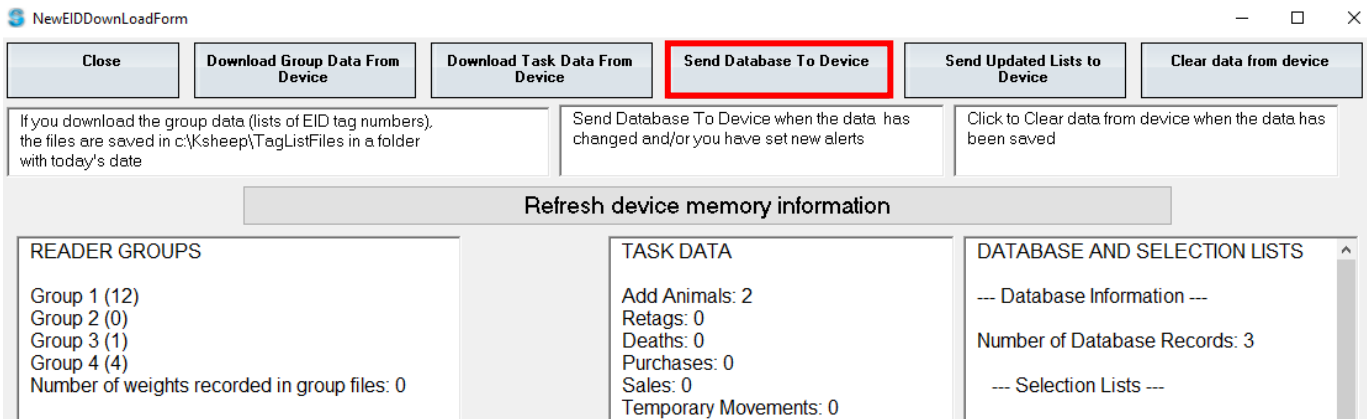 NewEIDDownLoadForm
Close
Download Group Data From
Device
Download Task Data From
Device
Send Database To Device
Send Updated Lists to
Device
Clear data from device
If you download the group data (lists of EID tag numbers),
the files are saved in c:\Ksheep\TagListFiles in a folder
with today's date
Send Database To Device when the data has
changed and/or you have set new alerts
Click to Clear data from device when the data has
been saved
Refresh device memory information
READER GROUPS
Group 1 (12)
Group 2 (0)
Group 3 (1)
Group 4 (4)
Number of weights recorded in group files: 0
TASK DATA
Add Animals: 2
Retags: 0
Deaths: 0
Purchases: 0
Sales: 0
Temporary Movements: 0
DATABASE AND SELECTION LISTS
--- Database Information ---
Number of Database Records: 3
--- Selection Lists ---